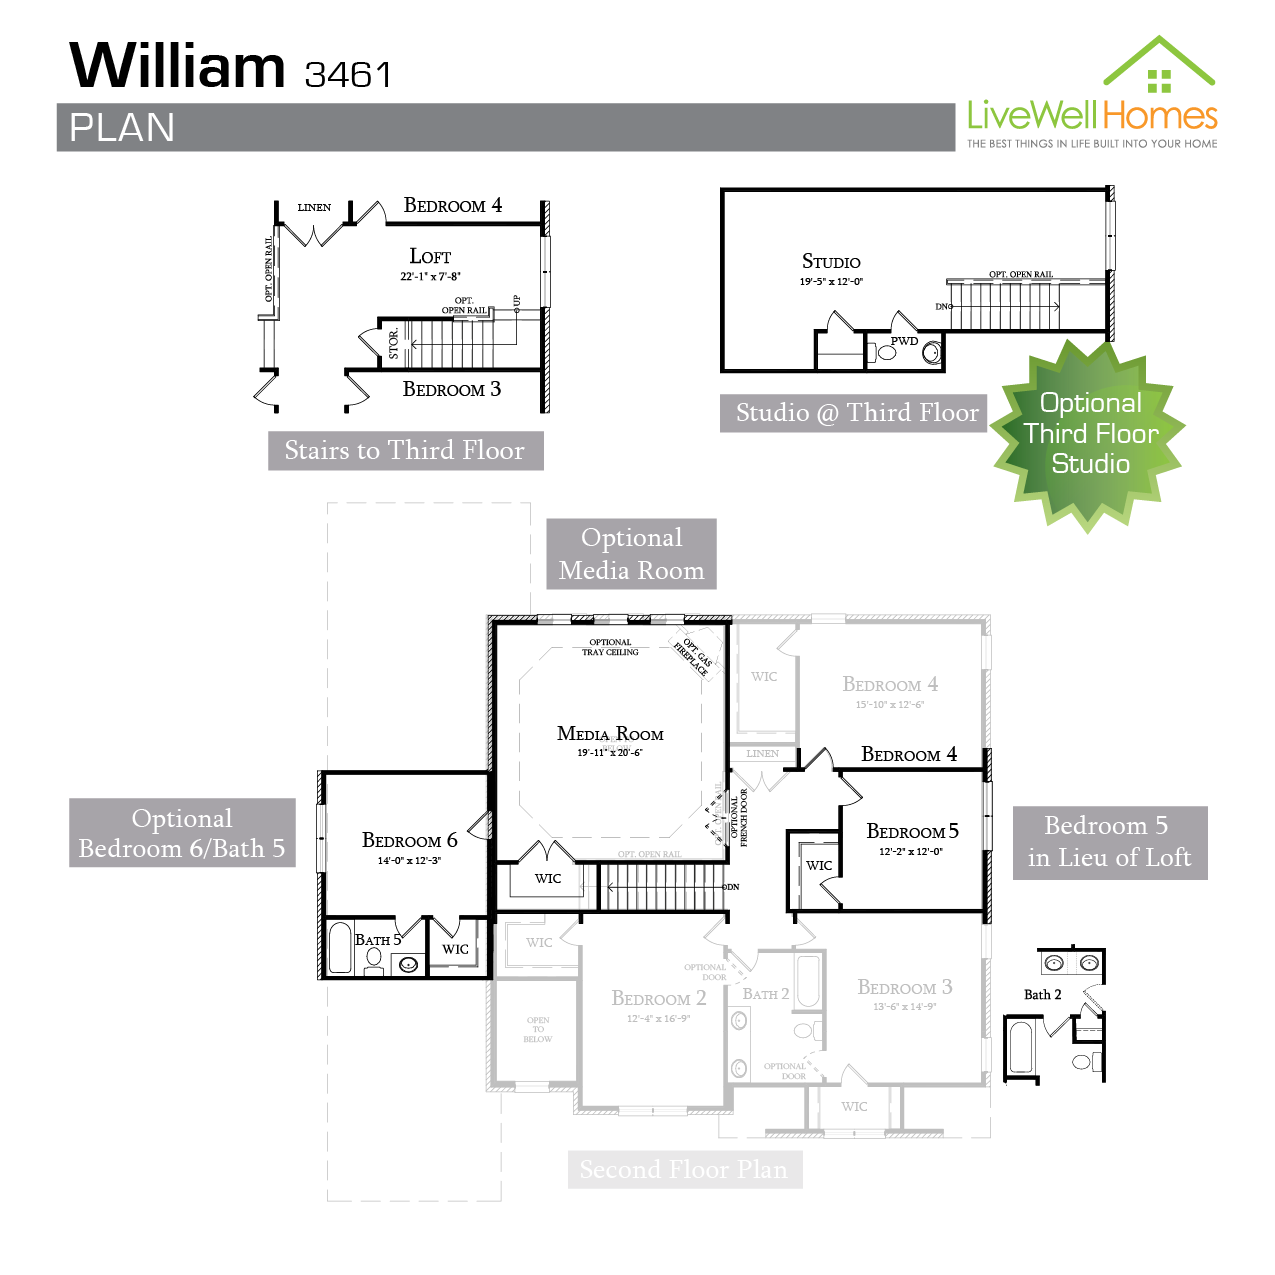 William 3461
PLAN
LiveWell Homes
THE BEST THINGS IN LIFE BUILT INTO YOUR HOME
LINEN
BEDROOM 4
OPT. OPEN RAIL
LOFT
22'-1" x 7'-8"
OPT.
OPEN RAIL
UP
STOR.
BEDROOM 3
Stairs to Third Floor
STUDIO
19'-5" x 12'-0"
OPT. OPEN RAIL
DN
PWD
Studio @ Third Floor
Optional
Third Floor
Studio
Optional
Media Room
OPTIONAL
TRAY CEILING
OPT. GAS
FIREPLACE
MEDIA ROOM
19'-11" x 20'-6"
BELOW
WIC
BEDROOM 4
15'-10" x 12'-6"
LINEN
BEDROOM 4
OPT. OPEN RAIL
OPTIONAL
FRENCH DOOR
Optional
Bedroom 6/Bath 5
BEDROOM 6
14'-0" x 12'-3"
BEDROOM 5
12'-2" x 12'-0"
Bedroom 5
in Lieu of Loft
OPT. OPEN RAIL
WIC
WIC
DN
BATH 5
WIC
WIC
OPTIONAL
DOOR
BEDROOM 2
12'-4" x 16'-9"
BATH 2
BEDROOM 3
13'-6" x 14'-9"
Bath 2
OPEN
TO
BELOW
OPTIONAL
DOOR
WIC
Second Floor Plan